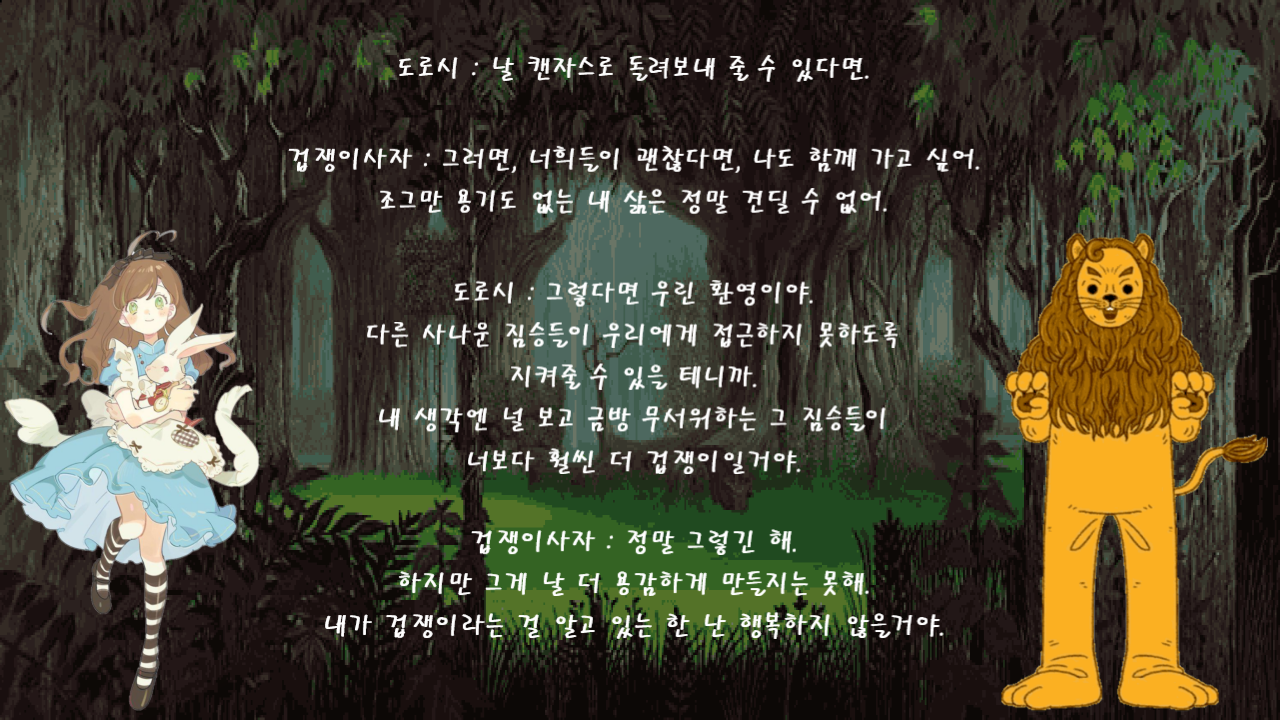 도로시 : 날 캔자스로 돌려보내 줄 수 있다면.
겁쟁이사자 : 그러면, 너희들이 괜찮다면, 나도 함께 가고 싶어.
조그만 용기도 없는 내 삶은 정말 견딜 수 없어.
도로시 : 그렇다면 우린 환영이야.
다른 사나운 짐승들이 우리에게 접근하지 못하도록
지켜줄 수 있을 테니까.
내 생각엔 널 보고 금방 무서워하는 그 짐승들이
너보다 훨씬 더 겁쟁이일거야.
겁쟁이사자 : 정말 그렇긴 해.
하지만 그게 날 더 용감하게 만들지는 못해.
내가 겁쟁이라는 걸 알고 있는 한 난 행복하지 않을거야.